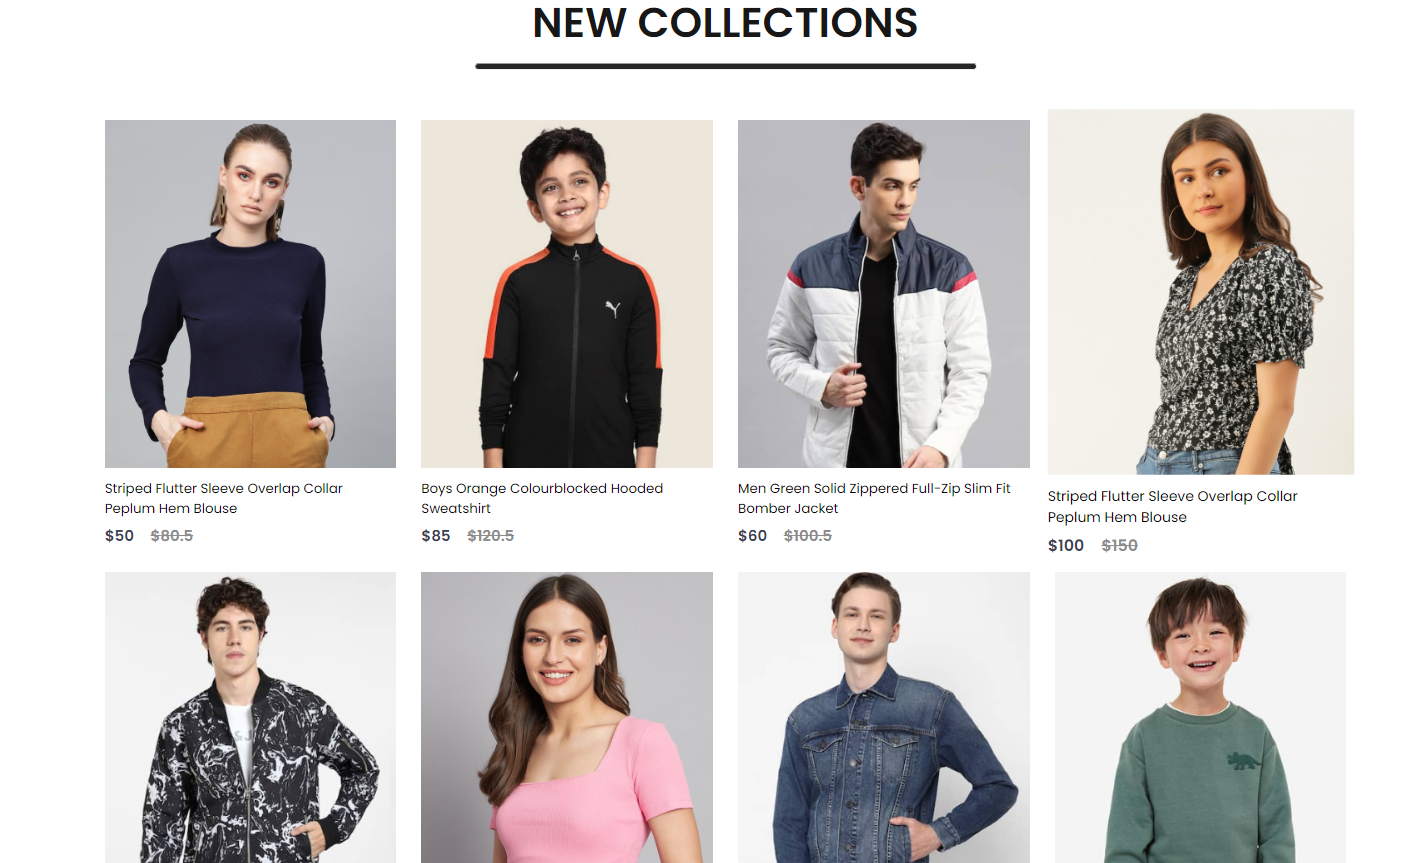 NEW COLLECTIONS
Striped Flutter Sleeve Overlap Collar
Peplum Hem Blouse
$50 $80.5
Boys Orange Colourblocked Hooded
Sweatshirt
$85 $120.5
Men Green Solid Zippered Full-Zip Slim Fit
Bomber Jacket
$60 $100.5
Striped Flutter Sleeve Overlap Collar
Peplum Hem Blouse
$100 $150